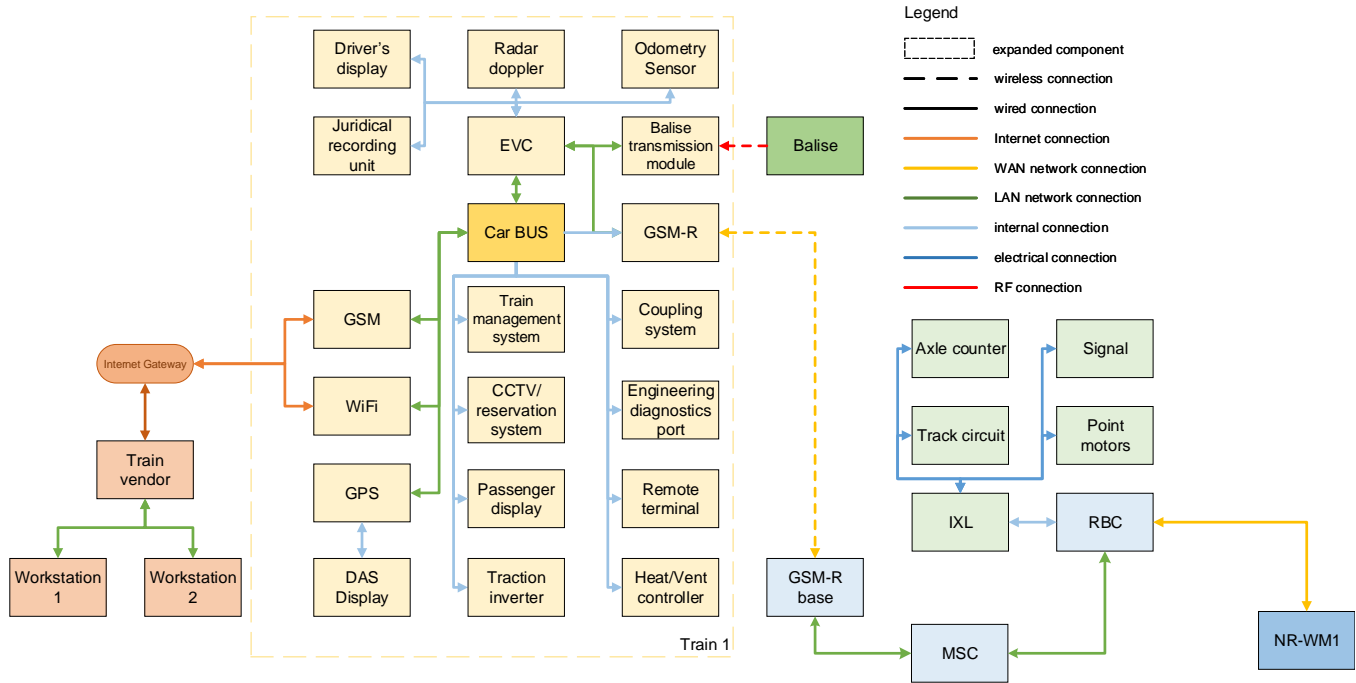 Legend
expanded component
wireless connection
wired connection
Internet connection
WAN network connection
LAN network connection
internal connection
electrical connection
RF connection
Driver's
display
Radar
doppler
Odometry
Sensor
Juridical
recording
unit
EVC
Balise
transmission
module
Balise
Car BUS
GSM-R
GSM
Train
management
system
Coupling
system
Internet Gateway
WiFi
CCTV/
reservation
system
Engineering
diagnostics
port
Axle counter
Signal
Track circuit
Point
motors
Train
vendor
GPS
Passenger
display
Remote
terminal
IXL
RBC
Workstation
1
Workstation
2
DAS
Display
Traction
inverter
Heat/Vent
controller
GSM-R
base
Train 1
MSC
NR-WM1